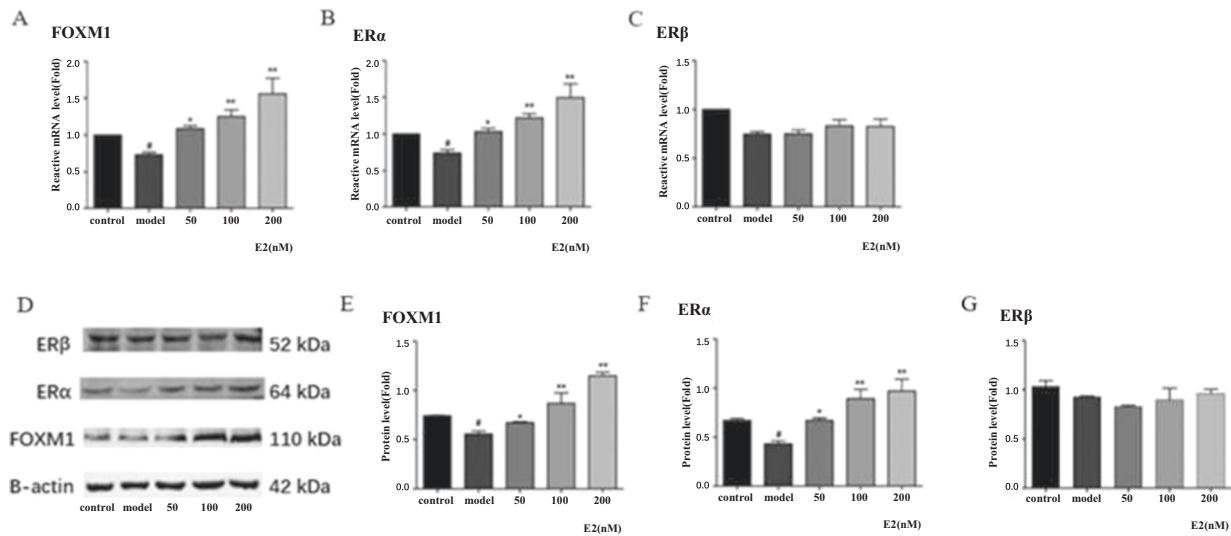 A
FOXM1
Reactive mRNA level(Fold)
2.0
1.5
1.0
0.5
0.0
#
*
**
**
control model 50 100 200
E2(nM)
B
ERα
Reactive mRNA level(Fold)
2.0
1.5
1.0
0.5
0.0
#
*
**
**
control model 50 100 200
E2(nM)
C
ERβ
Reactive mRNA level(Fold)
1.5
1.0
0.5
0.0
control model 50 100 200
E2(nM)
D
ERβ 52 kDa
ERα 64 kDa
FOXM1 110 kDa
B-actin 42 kDa
control model 50 100 200
E
FOXM1
Protein level(Fold)
1.5
1.0
0.5
0.0
#
*
**
**
control model 50 100 200
E2(nM)
F
ERα
Protein level(Fold)
1.5
1.0
0.5
0.0
#
*
**
**
control model 50 100 200
E2(nM)
G
ERβ
Protein level(Fold)
1.5
1.0
0.5
0.0
control model 50 100 200
E2(nM)